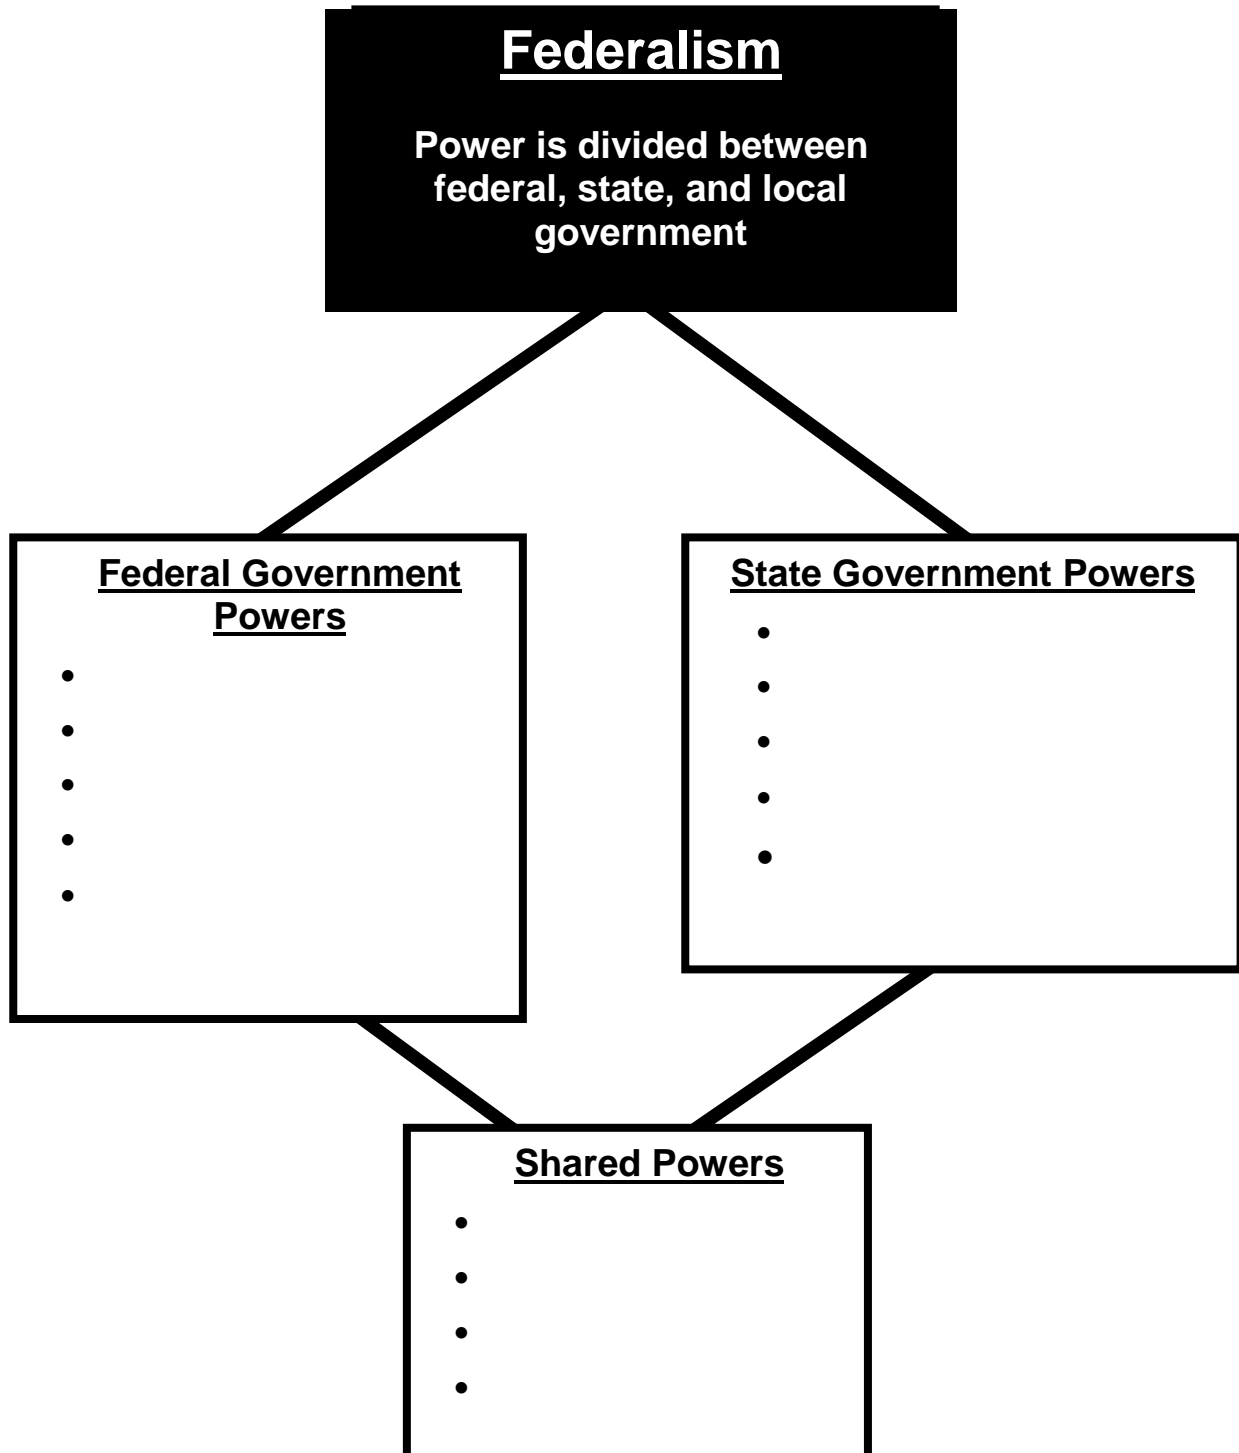 Federalism
Power is divided between
federal, state, and local
government
Federal Government
Powers
•
•
•
•
•
State Government Powers
•
•
•
•
•
Shared Powers
•
•
•
•